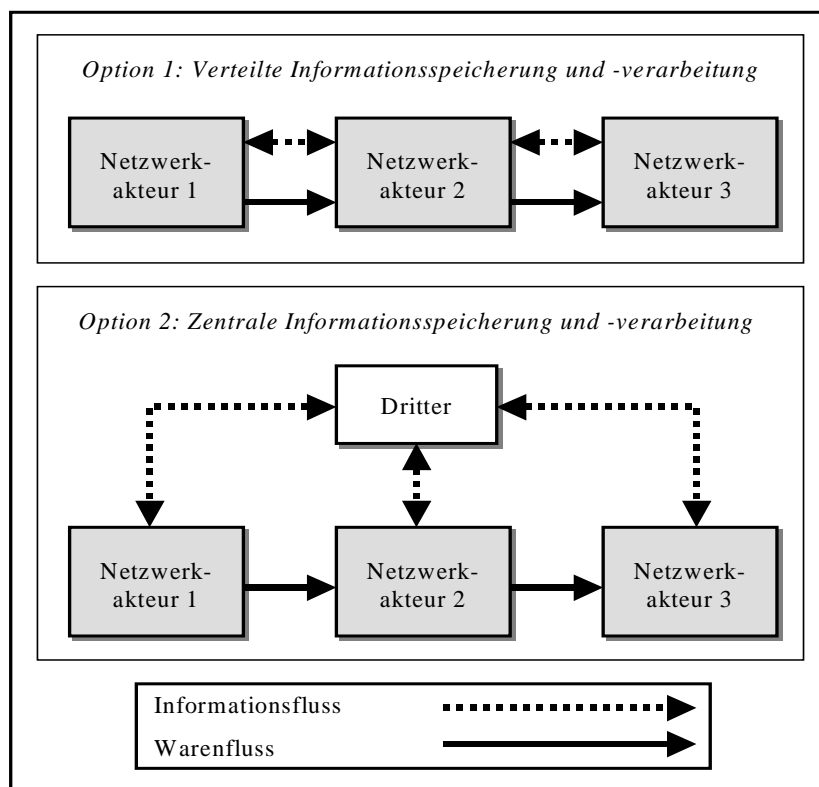 Option 1: Verteilte Informationsspeicherung und -verarbeitung
Netzwerk-
akteur 1
Netzwerk-
akteur 2
Netzwerk-
akteur 3
Option 2: Zentrale Informationsspeicherung und -verarbeitung
Dritter
Netzwerk-
akteur 1
Netzwerk-
akteur 2
Netzwerk-
akteur 3
Informationsfluss
Warenfluss